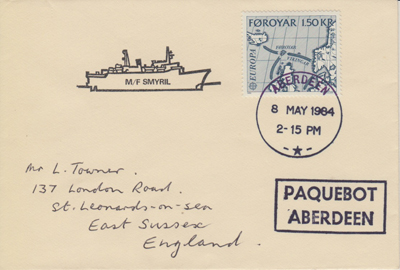 FØROYAR 1.50 KR
EUROPA
M/F SMYRIL
ABERDEEN
8 MAY 1984
2-15 PM
Mr L. Towner.
137 London Road.
St. Leonards-on-sea
East Sussex
England.
PAQUEBOT
ABERDEEN